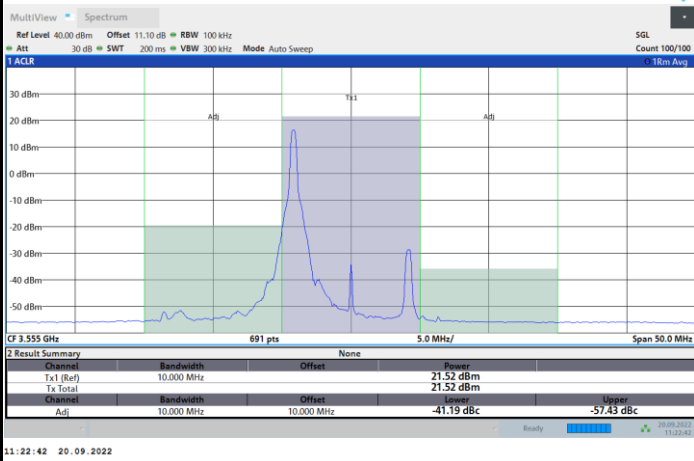 MultiView Spectrum
Ref Level 40.00 dBm Offset 11.10 dB RBW 100 kHz SGL
Att 30 dB SWT 200 ms VBW 300 kHz Mode Auto Sweep Count 100/100
1 ACLR 1Rm Avg
30 dBm
Tx1
20 dBm
Adj Adj
10 dBm
0 dBm
-10 dBm
-20 dBm
-30 dBm
-40 dBm
-50 dBm
CF 3.555 GHz 691 pts 5.0 MHz/ Span 50.0 MHz
2 Result Summary None
Channel Bandwidth Offset Power
Tx1 (Ref) 10.000 MHz 21.52 dBm
Tx Total 21.52 dBm
Channel Bandwidth Offset Lower Upper
Adj 10.000 MHz 10.000 MHz -41.19 dBc -57.43 dBc
Ready 20.09.2022
11:22:42
11:22:42 20.09.2022